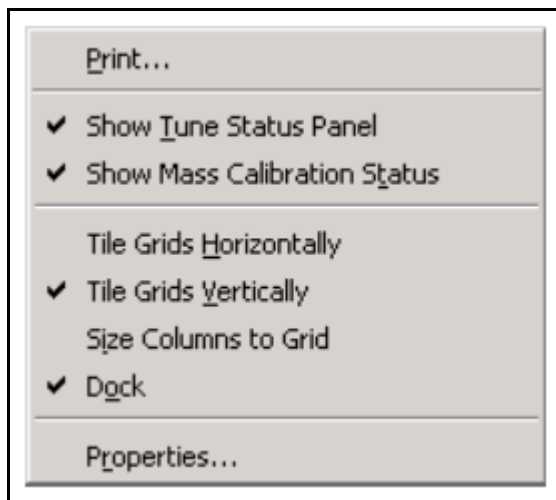 Print...
Show Tune Status Panel
Show Mass Calibration Status
Tile Grids Horizontally
Tile Grids Vertically
Size Columns to Grid
Dock
Properties...